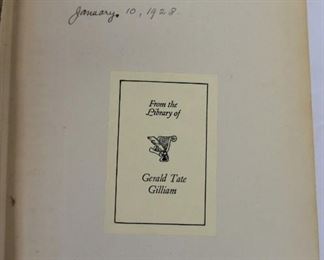 January. 10, 1928.
From the
Library of
Gerald Tate
Gilliam